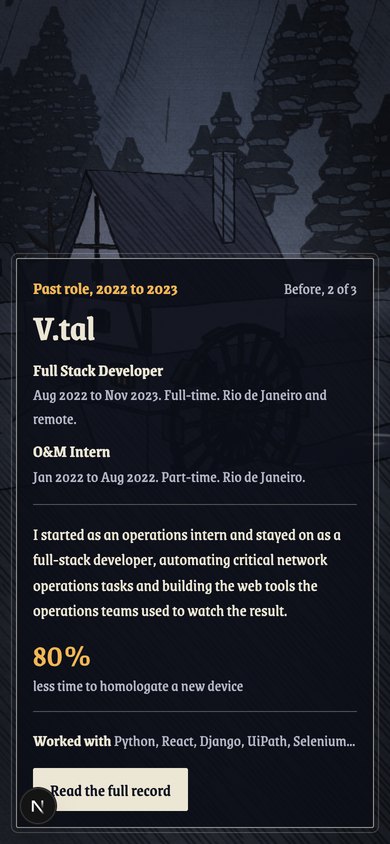 Past role, 2022 to 2023
Before, 2 of 3
V.tal
Full Stack Developer
Aug 2022 to Nov 2023. Full-time. Rio de Janeiro and
remote.
O&M Intern
Jan 2022 to Aug 2022. Part-time. Rio de Janeiro.
I started as an operations intern and stayed on as a
full-stack developer, automating critical network
operations tasks and building the web tools the
operations teams used to watch the result.
80%
less time to homologate a new device
Worked with Python, React, Django, UiPath, Selenium…
Read the full record
N